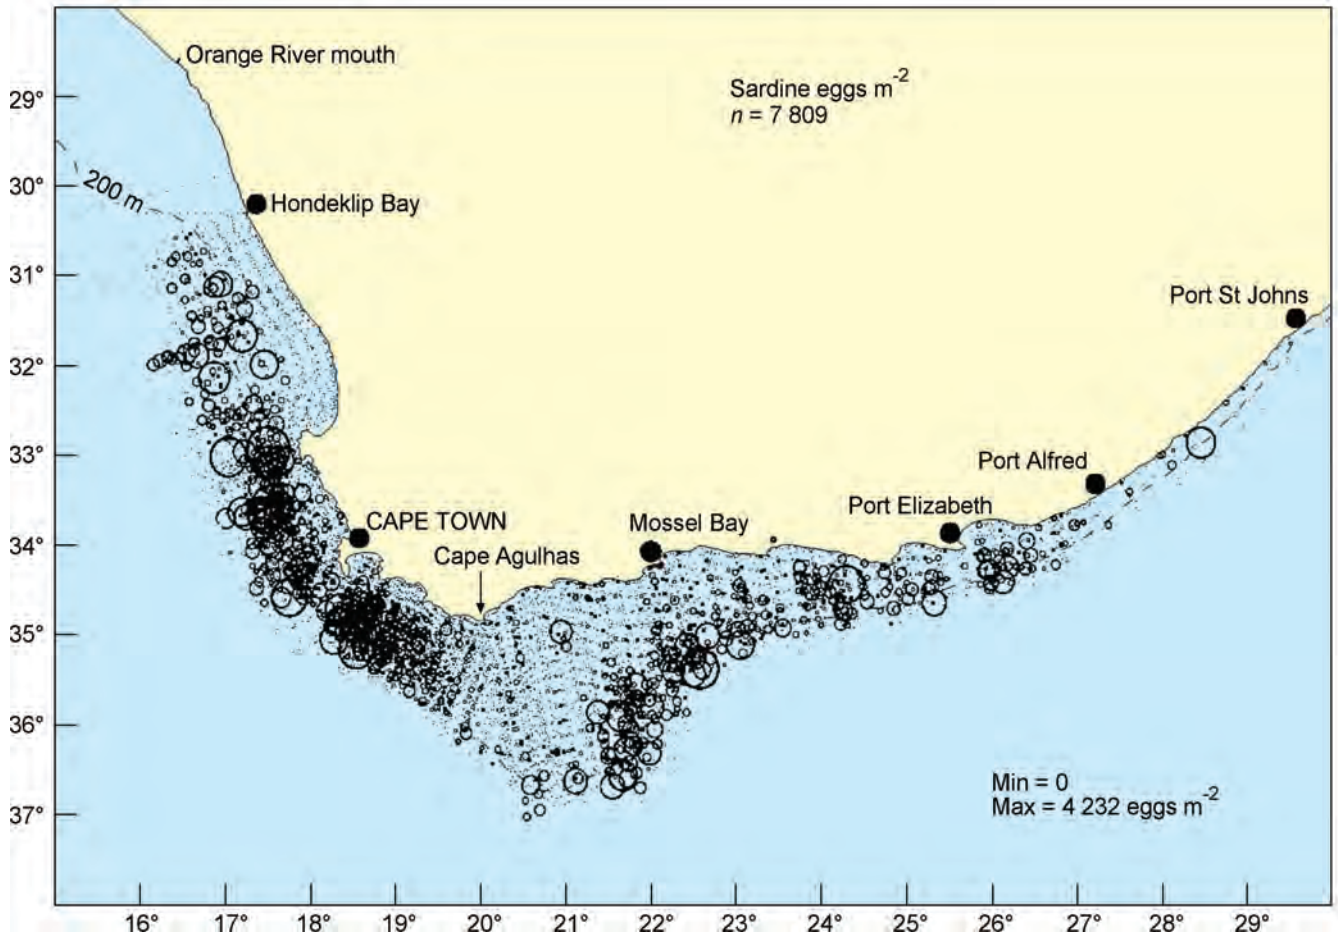 Orange River mouth
Sardine eggs m-2
n = 7 809
29°
200 m
30°
Hondeklip Bay
31°
Port St Johns
32°
33°
Port Alfred
Port Elizabeth
CAPE TOWN
Mossel Bay
34°
Cape Agulhas
35°
36°
Min = 0
Max = 4 232 eggs m-2
37°
16° 17° 18° 19° 20° 21° 22° 23° 24° 25° 26° 27° 28° 29°